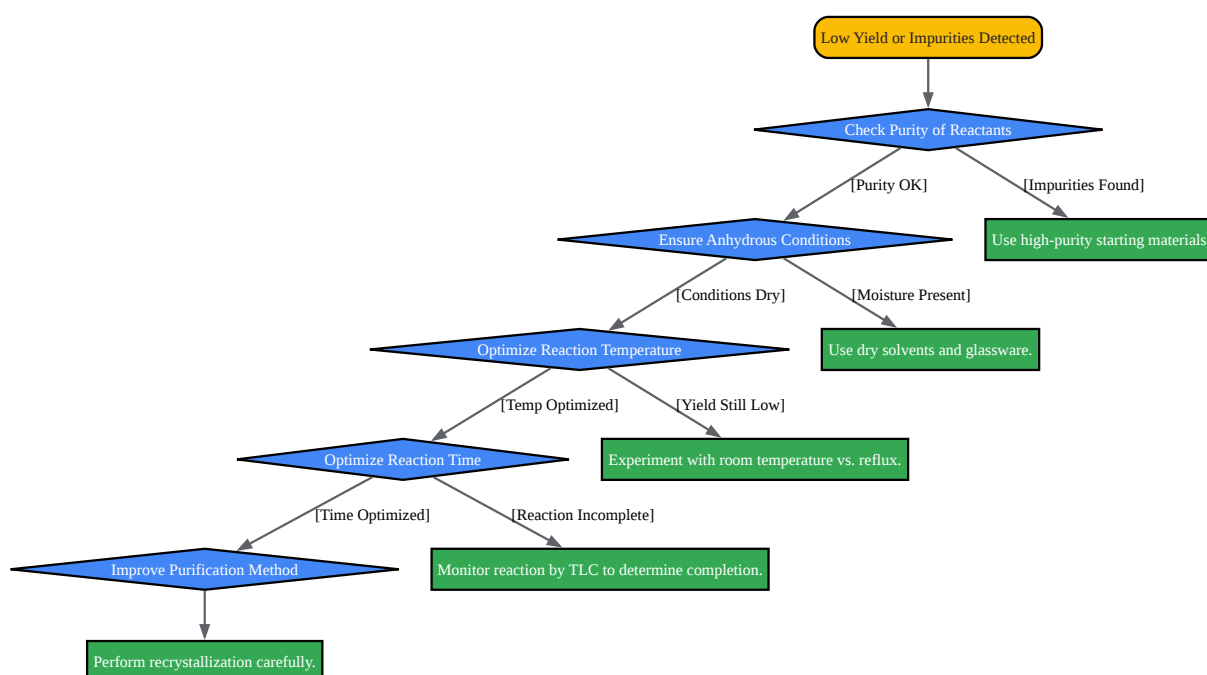 Low Yield or Impurities Detected
Check Purity of Reactants
[Purity OK]
[Impurities Found]
Ensure Anhydrous Conditions
Use high-purity starting materials
[Conditions Dry]
[Moisture Present]
Optimize Reaction Temperature
Use dry solvents and glassware.
[Temp Optimized]
[Yield Still Low]
Optimize Reaction Time
Experiment with room temperature vs. reflux.
[Time Optimized]
[Reaction Incomplete]
Improve Purification Method
Monitor reaction by TLC to determine completion.
Perform recrystallization carefully.